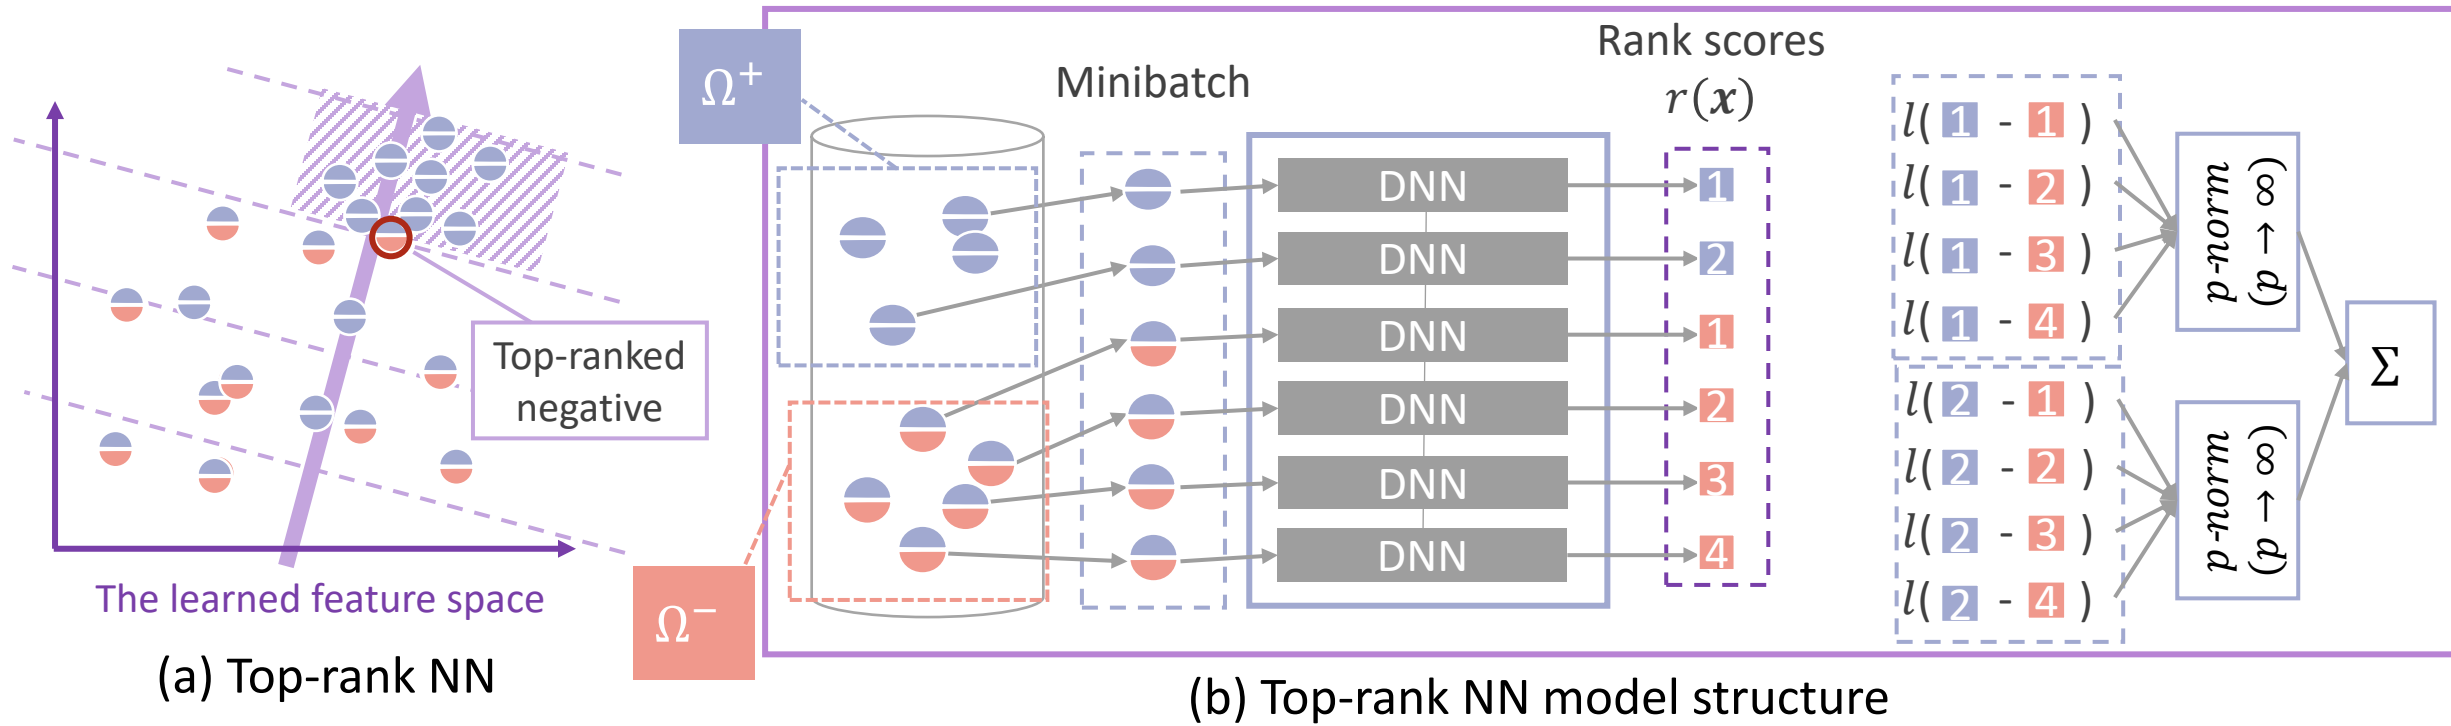 Top-ranked
negative
The learned feature space
(a) Top-rank NN
Ω⁺
Ω⁻
Minibatch
DNN
DNN
DNN
DNN
DNN
DNN
Rank scores
r(x)
1
2
1
2
3
4
l( 1 - 1 )
l( 1 - 2 )
l( 1 - 3 )
l( 1 - 4 )
l( 2 - 1 )
l( 2 - 2 )
l( 2 - 3 )
l( 2 - 4 )
p-norm
(p → ∞)
p-norm
(p → ∞)
Σ
(b) Top-rank NN model structure